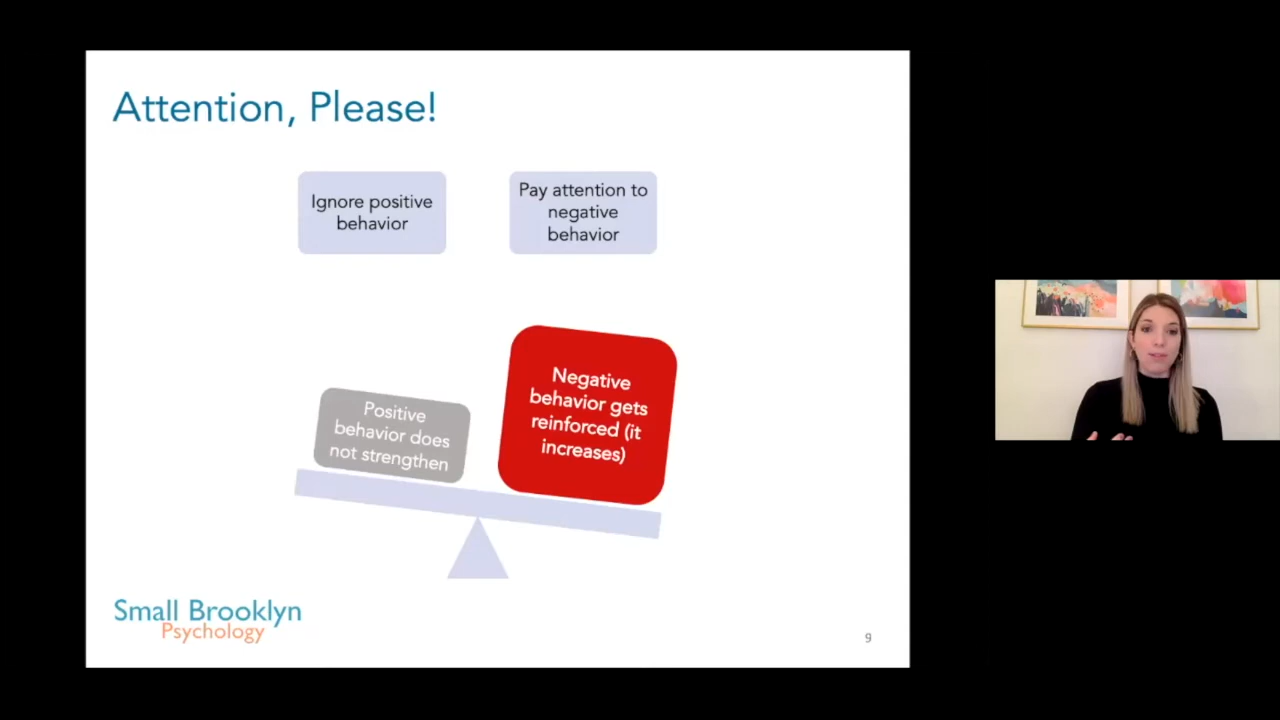 Attention, Please!
Ignore positive
behavior
Pay attention to
negative
behavior
Positive
behavior does
not strengthen
Negative
behavior gets
reinforced (it
increases)
Small Brooklyn
Psychology
9